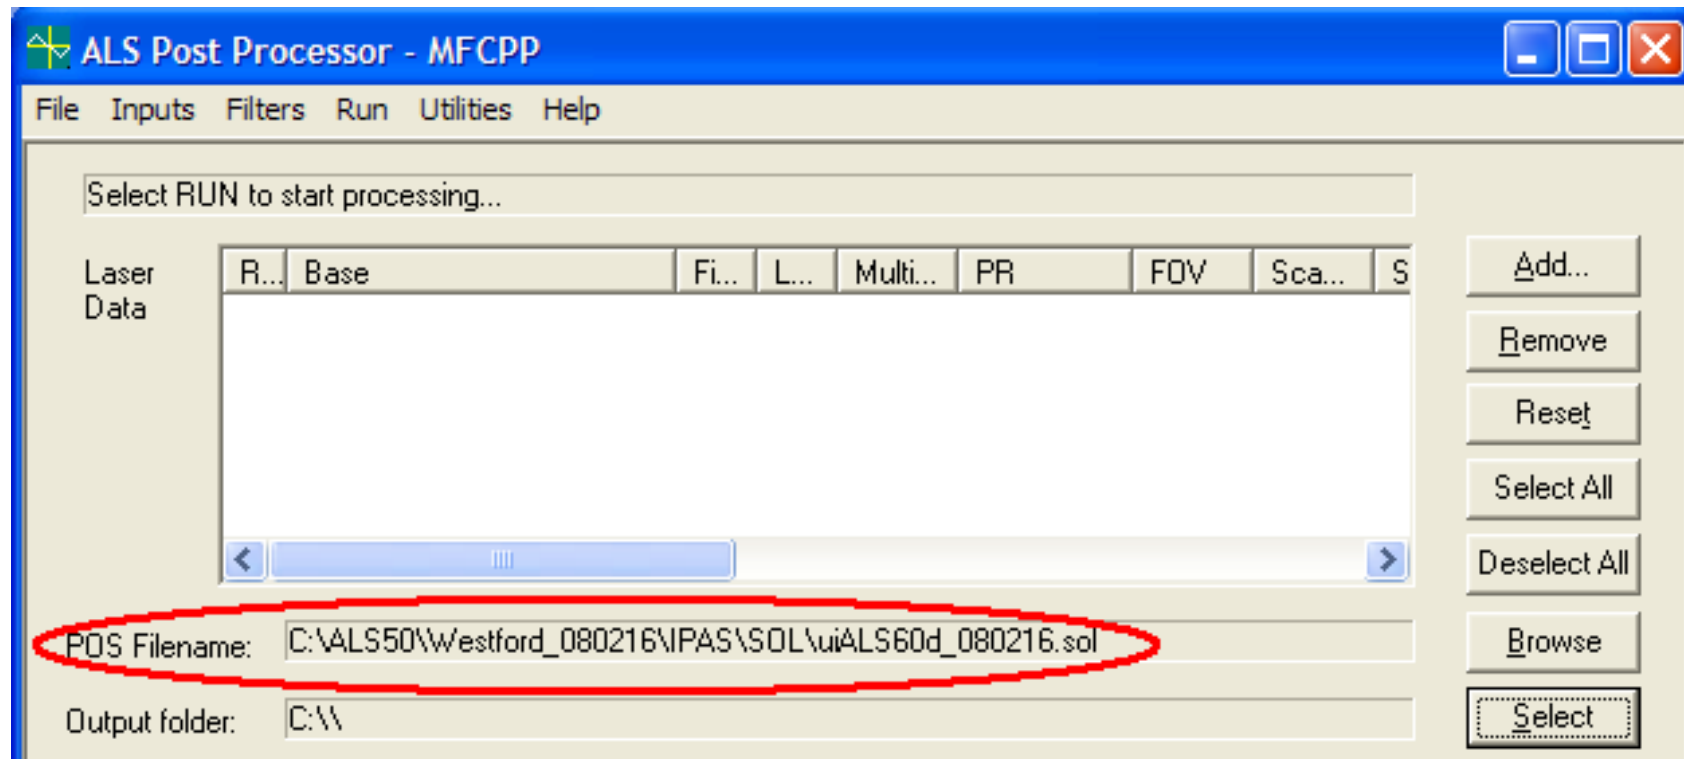 ALS Post Processor - MFCPP
File Inputs Filters Run Utilities Help
Select RUN to start processing...
Laser Data
R... Base Fi... L... Multi... PR FOV Sca... S
Add...
Remove
Reset
Select All
Deselect All
POS Filename: C:\ALS50\Westford_080216\IPAS\SOL\uiALS60d_080216.sol Browse
Output folder: C:\\ Select